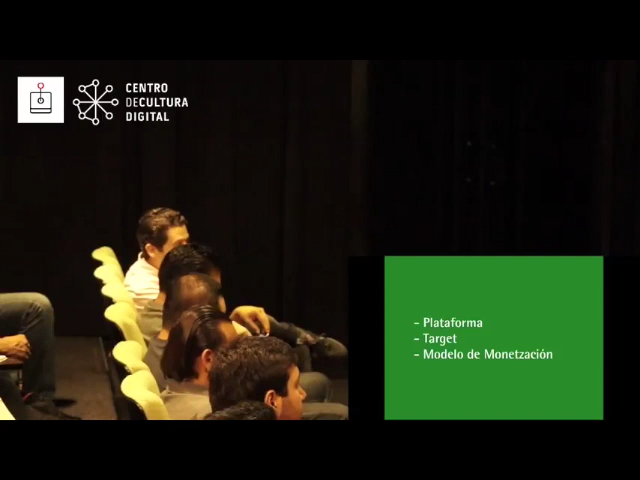 CENTRO
DECULTURA
DIGITAL
- Plataforma
- Target
- Modelo de Monetzación